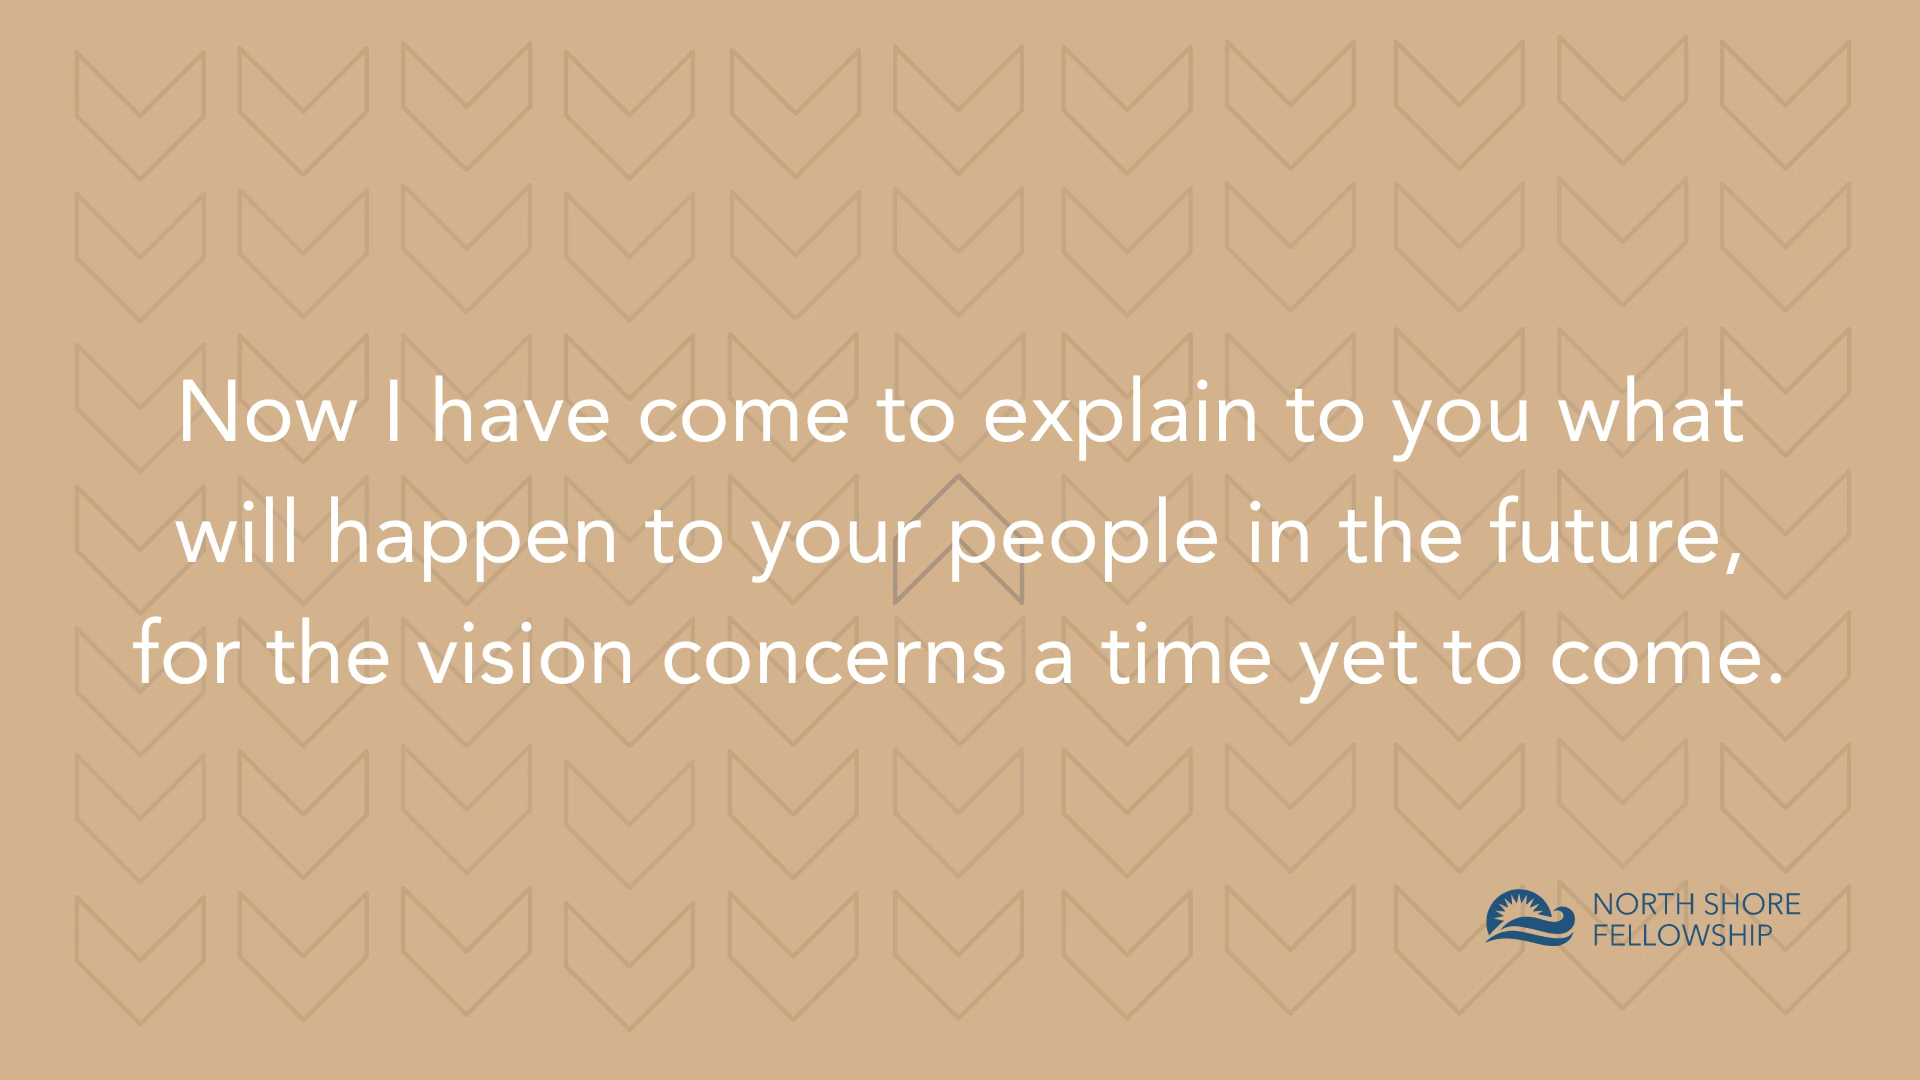 Now I have come to explain to you what
will happen to your people in the future,
for the vision concerns a time yet to come.
NORTH SHORE
FELLOWSHIP